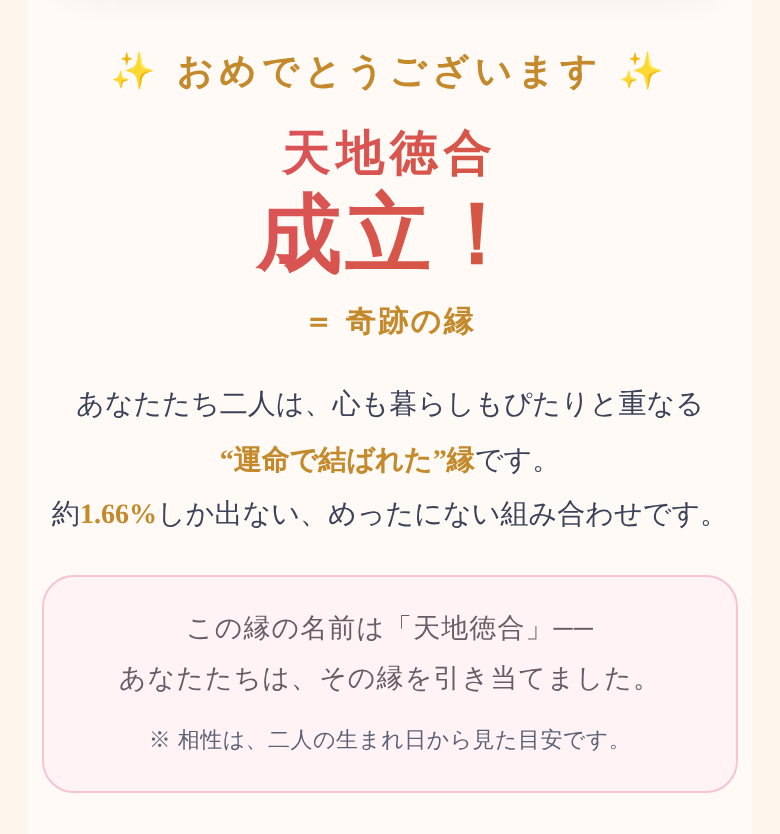 ✨ おめでとうございます ✨
天地徳合
成立！
＝ 奇跡の縁
あなたたち二人は、心も暮らしもぴたりと重なる
“運命で結ばれた”縁です。
約1.66%しか出ない、めったにない組み合わせです。
この縁の名前は「天地徳合」──
あなたたちは、その縁を引き当てました。
※ 相性は、二人の生まれ日から見た目安です。